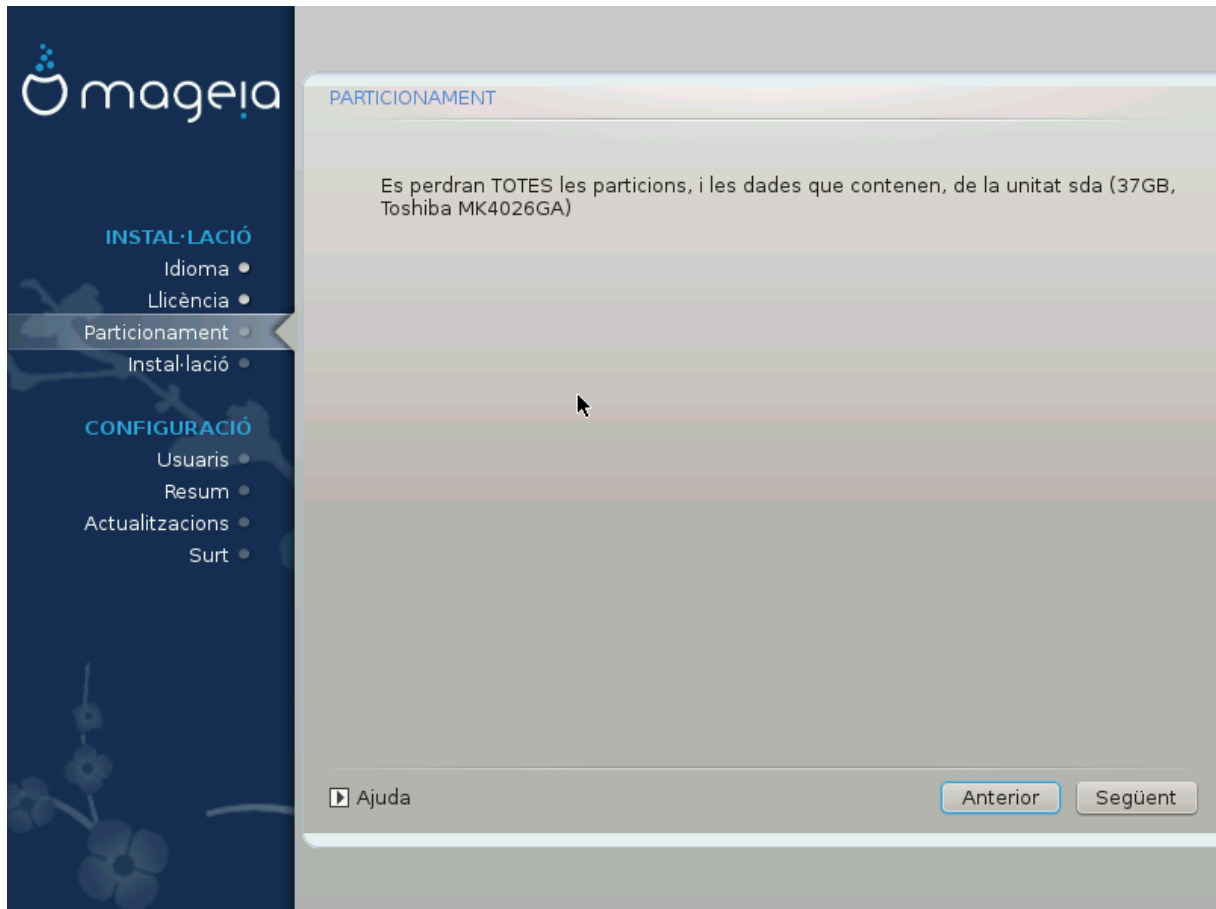 mageia
INSTAL·LACIÓ
Idioma
Llicència
Particionament
Instal·lació
CONFIGURACIÓ
Usuaris
Resum
Actualitzacions
Surt
PARTICIONAMENT
Es perdran TOTES les particions, i les dades que contenen, de la unitat sda (37GB,
Toshiba MK4026GA)
Ajuda
Anterior
Següent